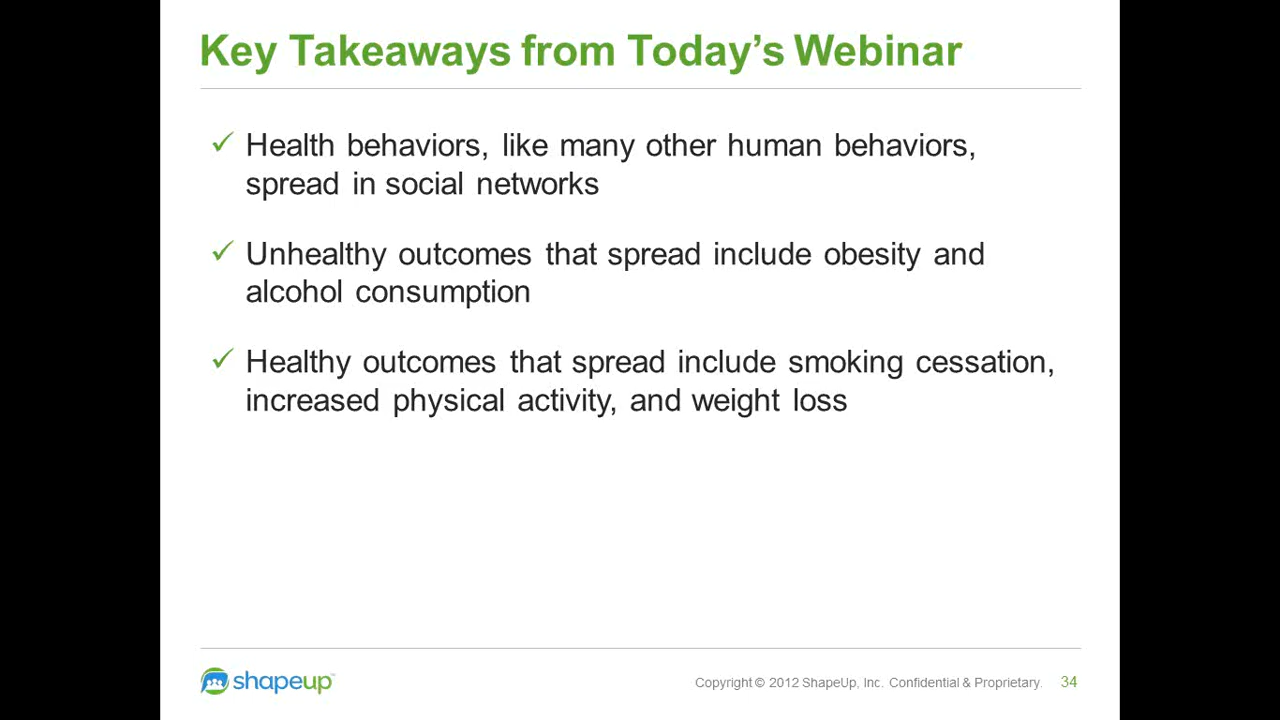 Key Takeaways from Today’s Webinar
✓ Health behaviors, like many other human behaviors,
spread in social networks
✓ Unhealthy outcomes that spread include obesity and
alcohol consumption
✓ Healthy outcomes that spread include smoking cessation,
increased physical activity, and weight loss
shapeup™
Copyright © 2012 ShapeUp, Inc. Confidential & Proprietary. 34